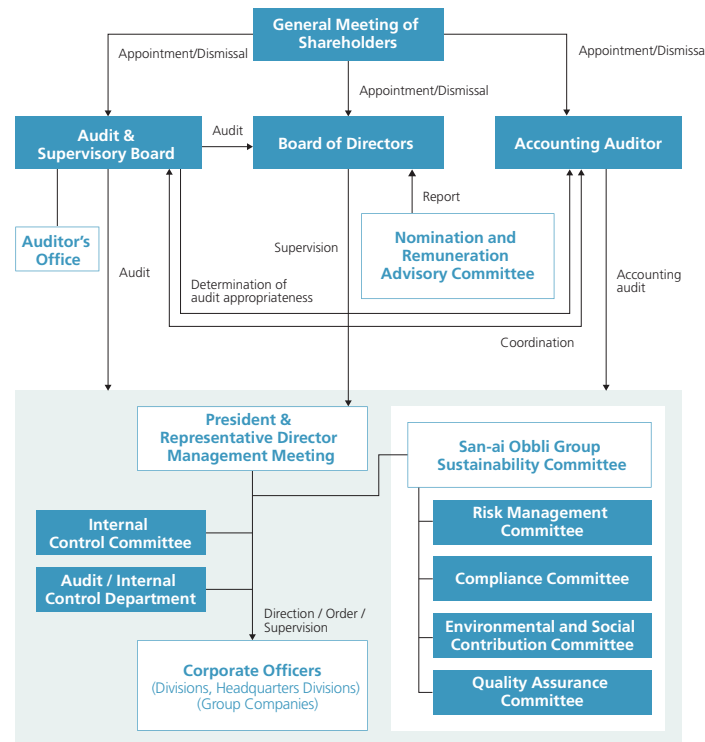 General Meeting of
Shareholders
Appointment/Dismissal
Appointment/Dismissal
Appointment/Dismissa
Audit &
Supervisory Board
Audit
Board of Directors
Accounting Auditor
Report
Auditor's
Office
Nomination and
Remuneration
Advisory Committee
Supervision
Audit
Determination of
audit appropriateness
Accounting
audit
Coordination
President &
Representative Director
Management Meeting
San-ai Obbli Group
Sustainability Committee
Internal
Control Committee
Risk Management
Committee
Audit / Internal
Control Department
Compliance Committee
Direction / Order /
Supervision
Environmental and Social
Contribution Committee
Corporate Officers
(Divisions, Headquarters Divisions)
(Group Companies)
Quality Assurance
Committee